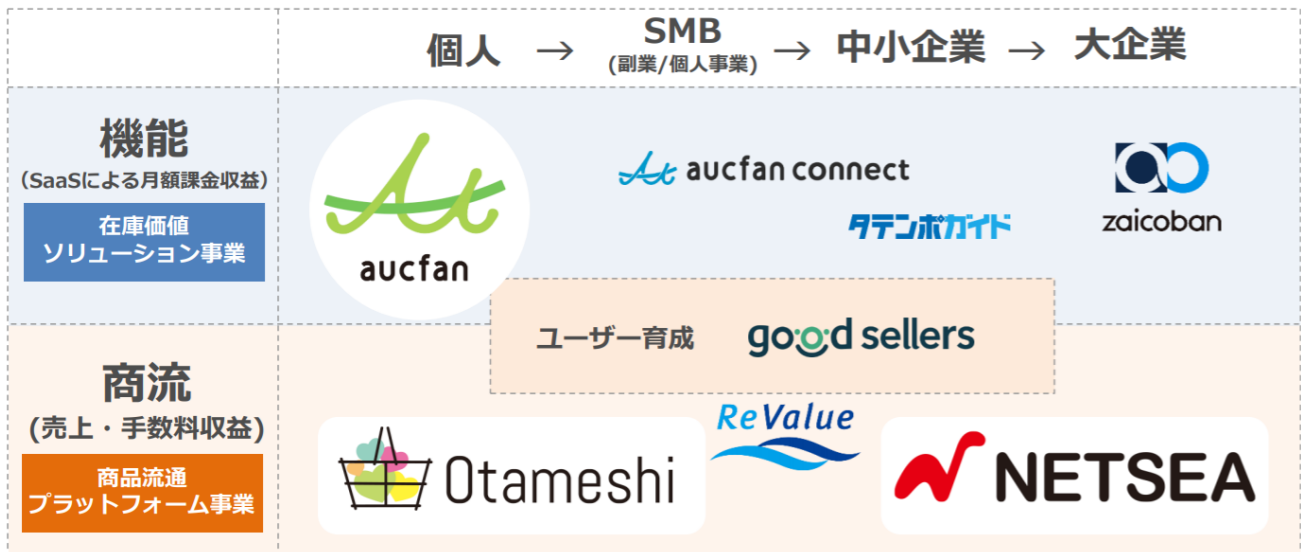 個人 → SMB → 中小企業 → 大企業
(副業/個人事業)
機能
(SaaSによる月額課金収益)
在庫価値
ソリューション事業
aucfan
aucfan connect
タテンポガイド
zaicoban
ユーザー育成
good sellers
商流
(売上・手数料収益)
商品流通
プラットフォーム事業
Otameshi
ReValue
NETSEA